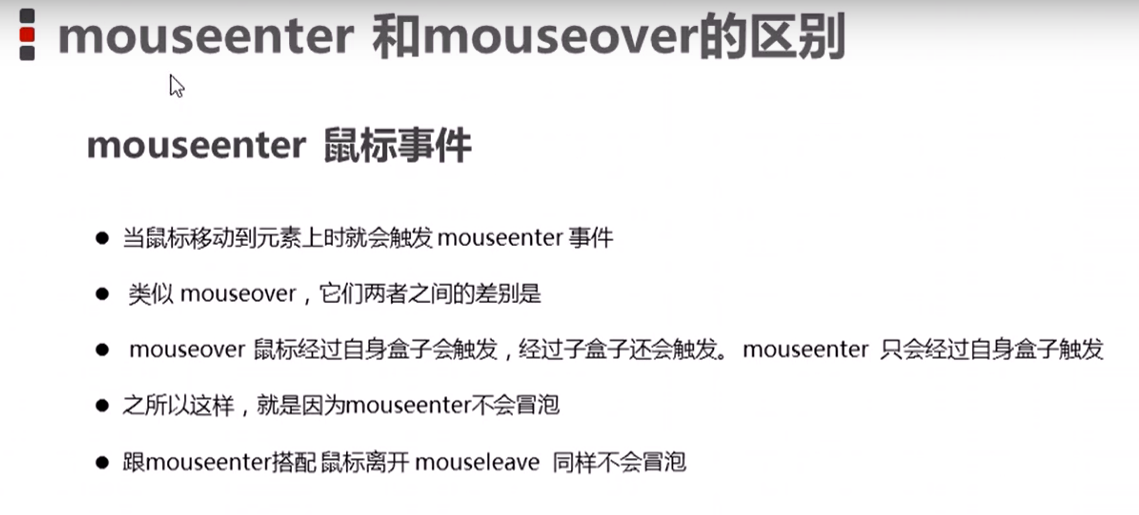 mouseenter 和mouseover的区别
mouseenter 鼠标事件
● 当鼠标移动到元素上时就会触发 mouseenter 事件
● 类似 mouseover，它们两者之间的差别是
● mouseover 鼠标经过自身盒子会触发，经过子盒子还会触发。 mouseenter 只会经过自身盒子触发
● 之所以这样，就是因为mouseenter不会冒泡
● 跟mouseenter搭配 鼠标离开 mouseleave 同样不会冒泡